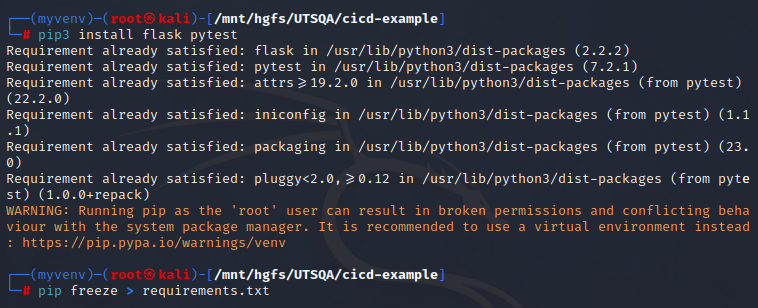 ┌──(myvenv)─(root㉿kali)-[/mnt/hgfs/UTSQA/cicd-example]
└─# pip3 install flask pytest
Requirement already satisfied: flask in /usr/lib/python3/dist-packages (2.2.2)
Requirement already satisfied: pytest in /usr/lib/python3/dist-packages (7.2.1)
Requirement already satisfied: attrs≥19.2.0 in /usr/lib/python3/dist-packages (from pytest)
(22.2.0)
Requirement already satisfied: iniconfig in /usr/lib/python3/dist-packages (from pytest) (1.1
.1)
Requirement already satisfied: packaging in /usr/lib/python3/dist-packages (from pytest) (23.
0)
Requirement already satisfied: pluggy<2.0,≥0.12 in /usr/lib/python3/dist-packages (from pyte
st) (1.0.0+repack)
WARNING: Running pip as the 'root' user can result in broken permissions and conflicting beha
viour with the system package manager. It is recommended to use a virtual environment instead
: https://pip.pypa.io/warnings/venv
┌──(myvenv)─(root㉿kali)-[/mnt/hgfs/UTSQA/cicd-example]
└─# pip freeze > requirements.txt